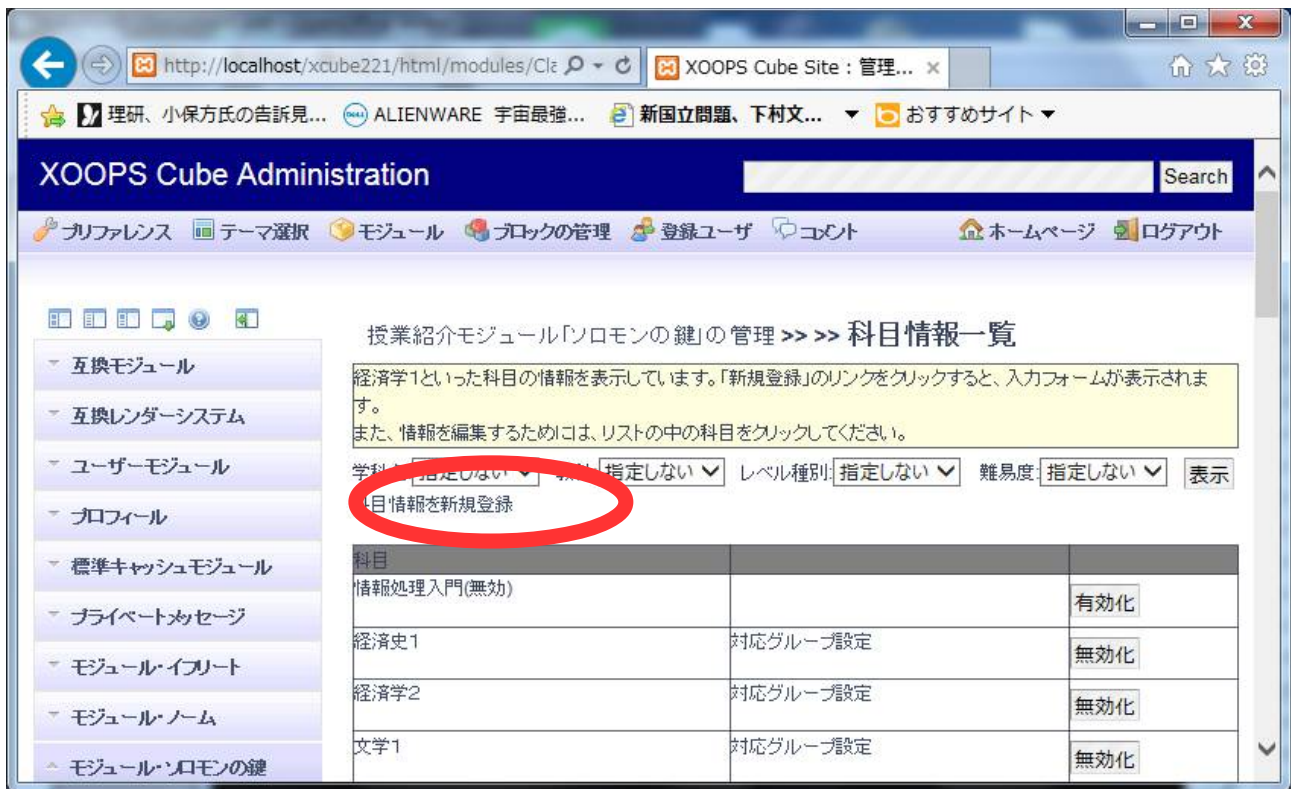 http://localhost/xcube221/html/modules/Cla
XOOPS Cube Site : 管理...
理研、小保方氏の告訴見... ALIENWARE 宇宙最強... 新国立問題、下村文... おすすめサイト
XOOPS Cube Administration
Search
プリファレンス テーマ選択 モジュール ブロックの管理 登録ユーザ コメント ホームページ ログアウト
授業紹介モジュール「ソロモンの鍵」の管理 >> >> 科目情報一覧
経済学1といった科目の情報を表示しています。「新規登録」のリンクをクリックすると、入力フォームが表示されま
す。
また、情報を編集するためには、リストの中の科目をクリックしてください。
学科 指定しない 指定しない レベル種別: 指定しない 難易度: 指定しない 表示
目情報を新規登録
科目
情報処理入門(無効) 有効化
経済史1 対応グループ設定 無効化
経済学2 対応グループ設定 無効化
文学1 対応グループ設定 無効化
互換モジュール
互換レンダーシステム
ユーザーモジュール
プロフィール
標準キャッシュモジュール
プライベートメッセージ
モジュール・イフリート
モジュール・ノーム
モジュール・ソロモンの鍵